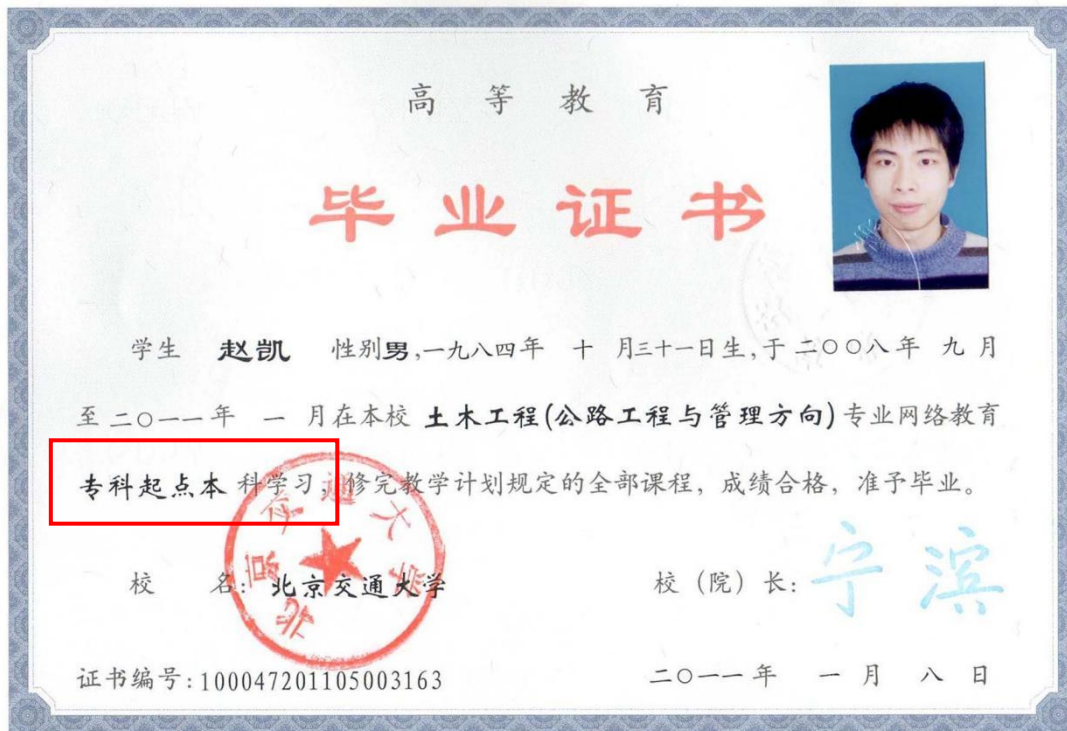 高等教育
毕业证书
学生 赵凯 性别男,一九八四年 十 月三十一日生,于二〇〇八年 九 月
至二〇一一年 一 月在本校 土木工程(公路工程与管理方向)专业网络教育
专科起点本 科学习,修完教学计划规定的全部课程,成绩合格,准予毕业。
北京交通大学
校 名:北京交通大学
校(院)长:宁滨
证书编号:100047201105003163
二〇一一年 一 月 八 日